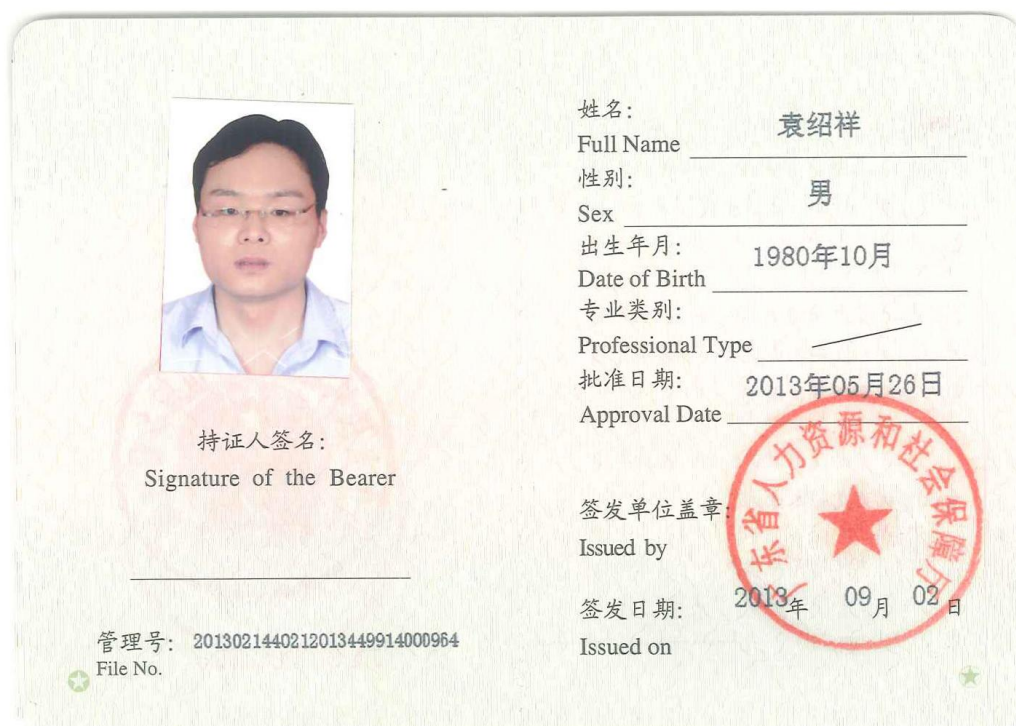 持证人签名:
Signature of the Bearer
管理号: 2013021440212013449914000964
File No.
姓名: 袁绍祥
Full Name
性别: 男
Sex
出生年月: 1980年10月
Date of Birth
专业类别:
Professional Type
批准日期: 2013年05月26日
Approval Date
广东省人力资源和社会保障厅
签发单位盖章:
Issued by
签发日期: 2013年 09月 02日
Issued on